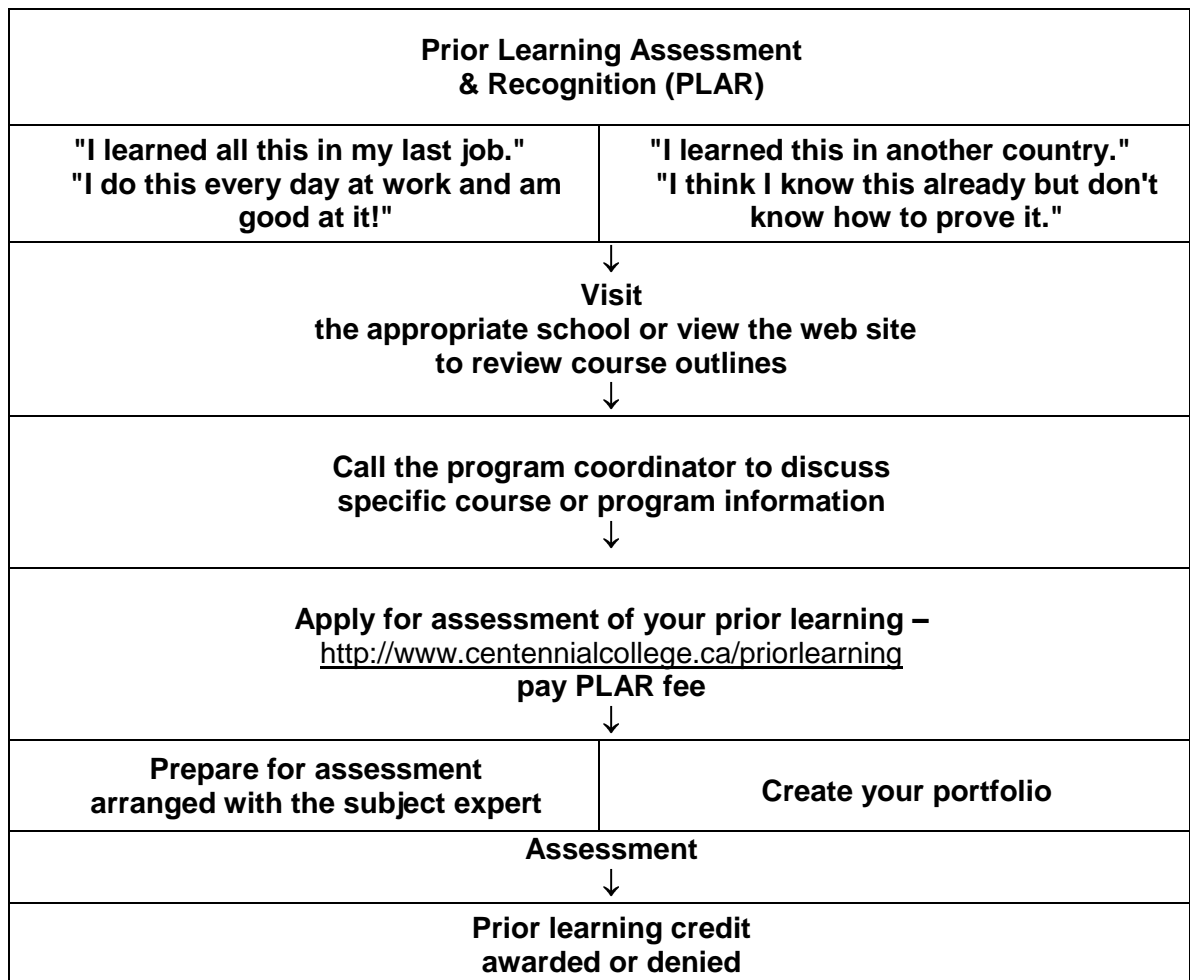 Prior Learning Assessment
& Recognition (PLAR)
"I learned all this in my last job."
"I do this every day at work and am
good at it!"
"I learned this in another country."
"I think I know this already but don't
know how to prove it."
↓
Visit
the appropriate school or view the web site
to review course outlines
↓
Call the program coordinator to discuss
specific course or program information
↓
Apply for assessment of your prior learning –
http://www.centennialcollege.ca/priorlearning
pay PLAR fee
↓
Prepare for assessment
arranged with the subject expert
Create your portfolio
Assessment
↓
Prior learning credit
awarded or denied